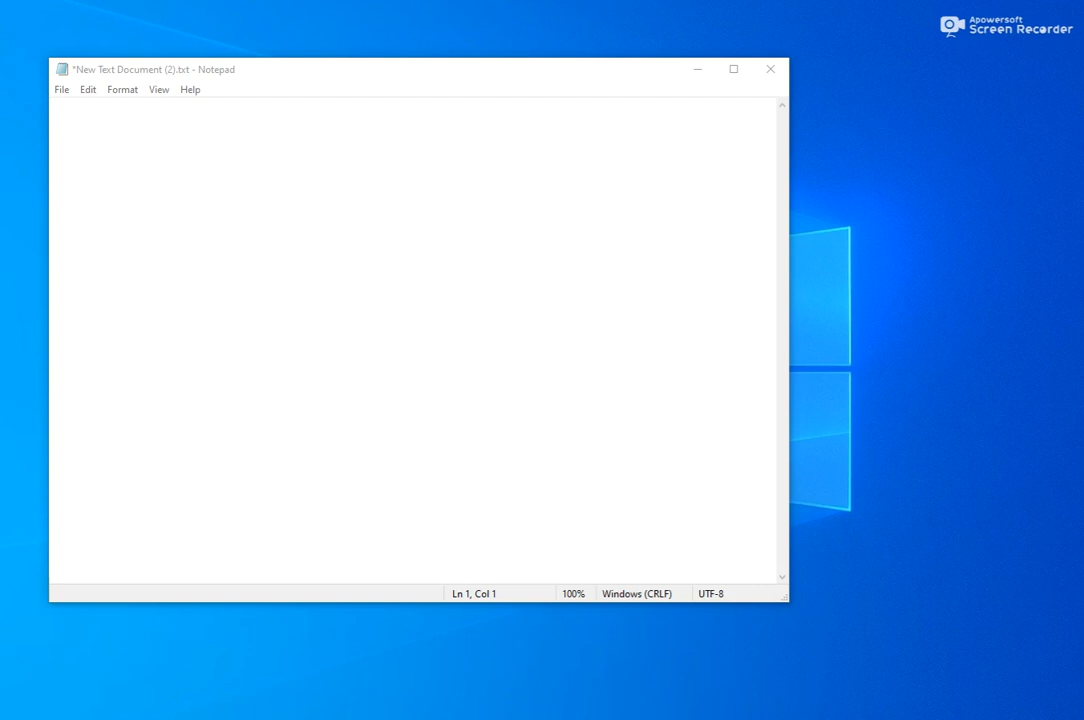 Apowersoft
Screen Recorder
*New Text Document (2).txt - Notepad
File Edit Format View Help
Ln 1, Col 1 100% Windows (CRLF) UTF-8